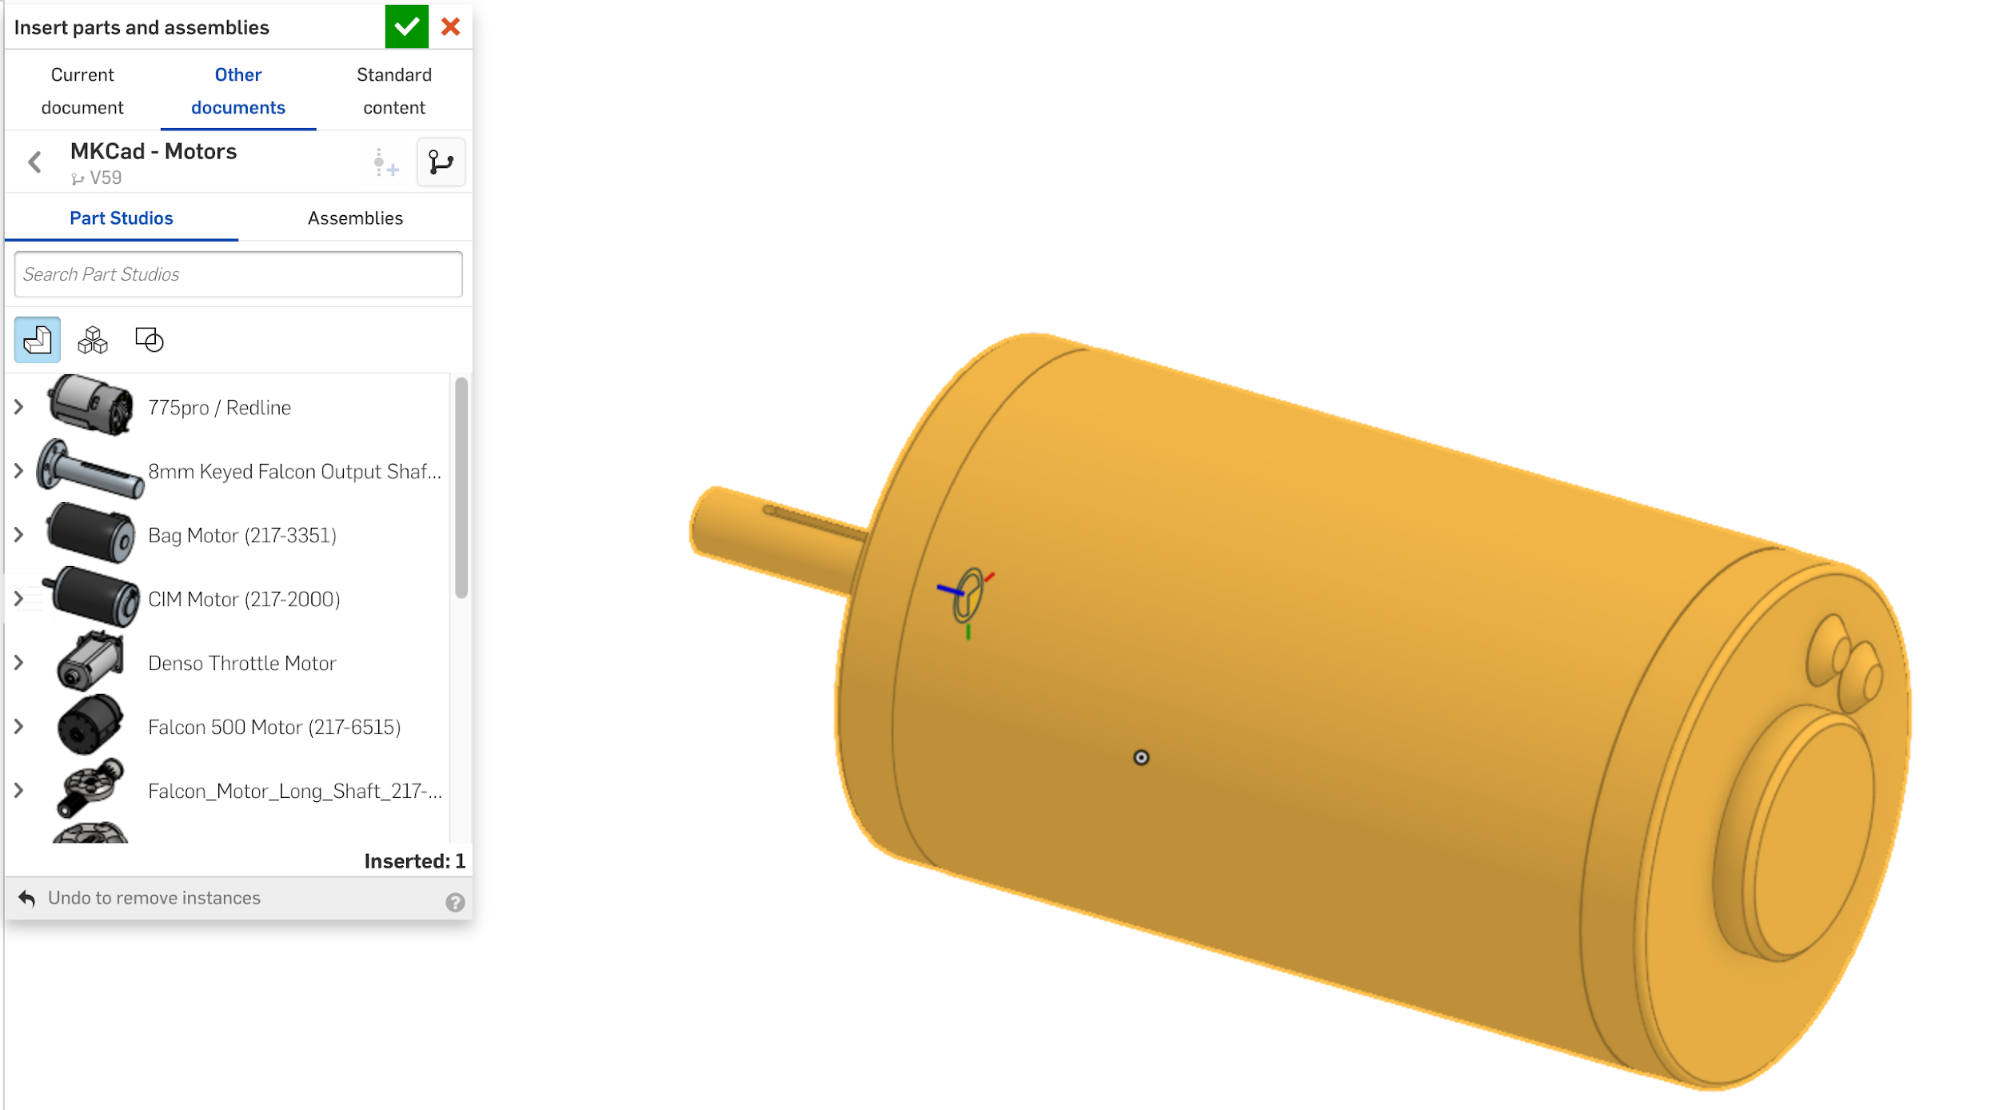 Insert parts and assemblies
Current document
Other documents
Standard content
MKCad - Motors
V59
Part Studios
Assemblies
Search Part Studios
775pro / Redline
8mm Keyed Falcon Output Shaf...
Bag Motor (217-3351)
CIM Motor (217-2000)
Denso Throttle Motor
Falcon 500 Motor (217-6515)
Falcon_Motor_Long_Shaft_217-...
Inserted: 1
Undo to remove instances